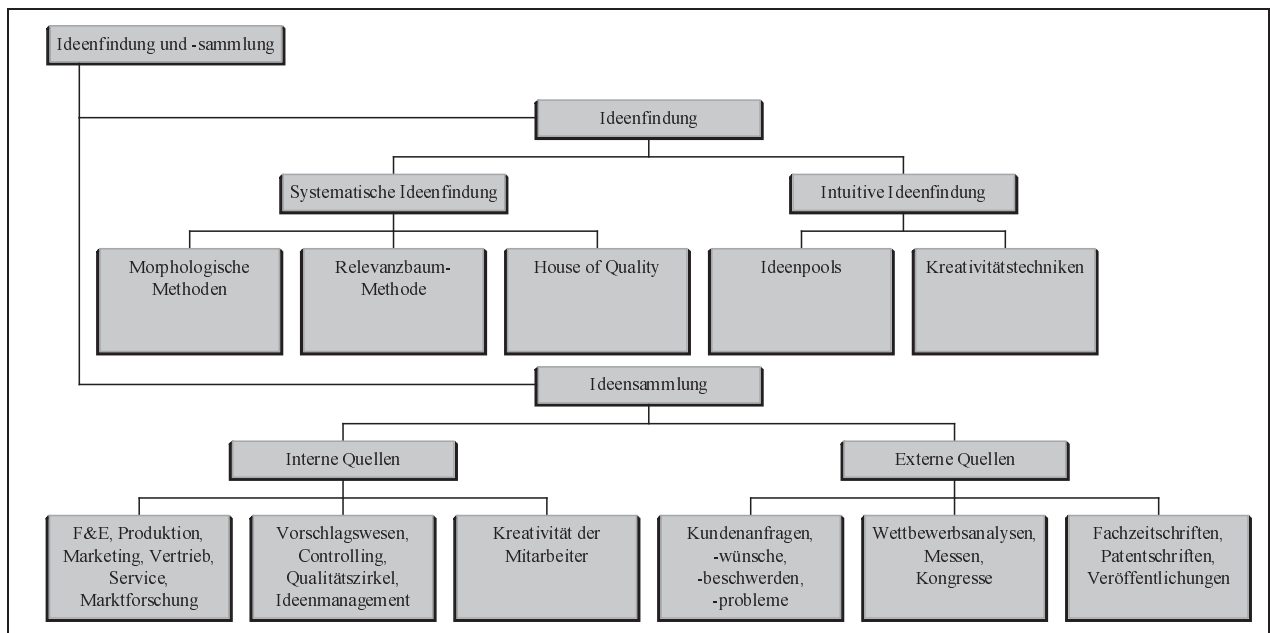 Ideenfindung und -sammlung
Ideenfindung
Systematische Ideenfindung
Intuitive Ideenfindung
Morphologische
Methoden
Relevanzbaum-
Methode
House of Quality
Ideenpools
Kreativitätstechniken
Ideensammlung
Interne Quellen
Externe Quellen
F&E, Produktion,
Marketing, Vertrieb,
Service,
Marktforschung
Vorschlagswesen,
Controlling,
Qualitätszirkel,
Ideenmanagement
Kreativität der
Mitarbeiter
Kundenanfragen,
-wünsche,
-beschwerden,
-probleme
Wettbewerbsanalysen,
Messen,
Kongresse
Fachzeitschriften,
Patentschriften,
Veröffentlichungen